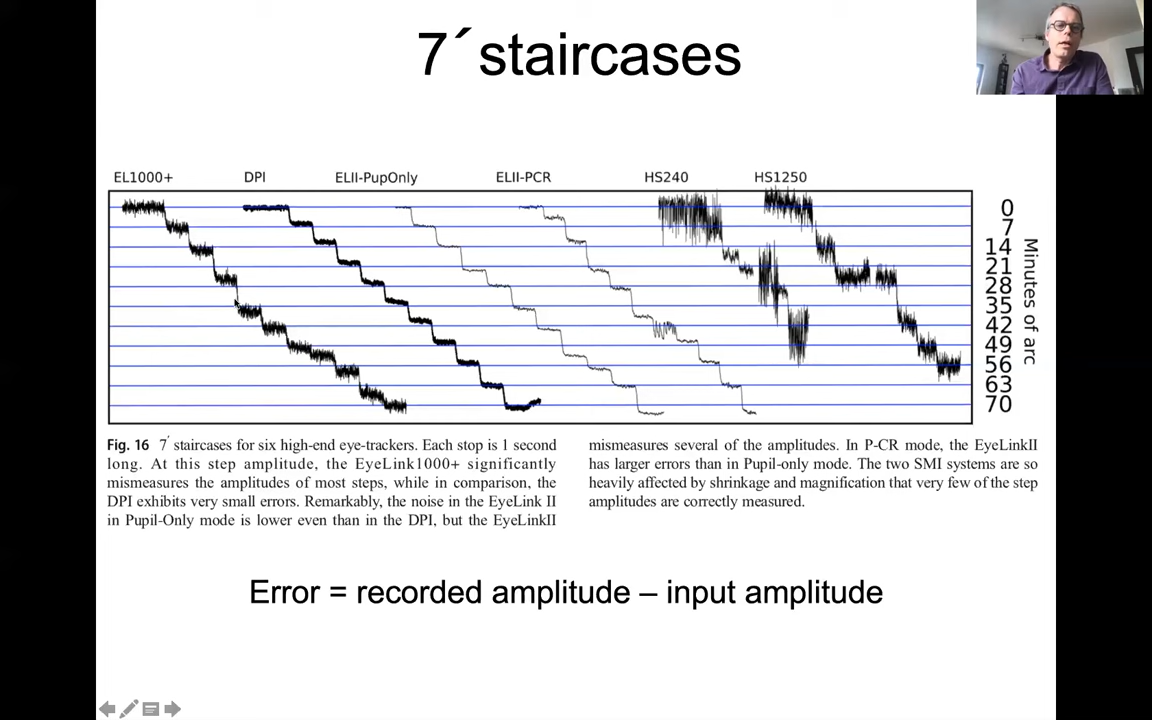 7´staircases
EL1000+ DPI ELII-PupOnly ELII-PCR HS240 HS1250
0
7
14
21
28
35
42
49
56
63
70
Minutes of arc
Fig. 16 7′ staircases for six high-end eye-trackers. Each stop is 1 second
long. At this step amplitude, the EyeLink1000+ significantly
mismeasures the amplitudes of most steps, while in comparison, the
DPI exhibits very small errors. Remarkably, the noise in the EyeLink II
in Pupil-Only mode is lower even than in the DPI, but the EyeLinkII
mismeasures several of the amplitudes. In P-CR mode, the EyeLinkII
has larger errors than in Pupil-only mode. The two SMI systems are so
heavily affected by shrinkage and magnification that very few of the step
amplitudes are correctly measured.
Error = recorded amplitude – input amplitude